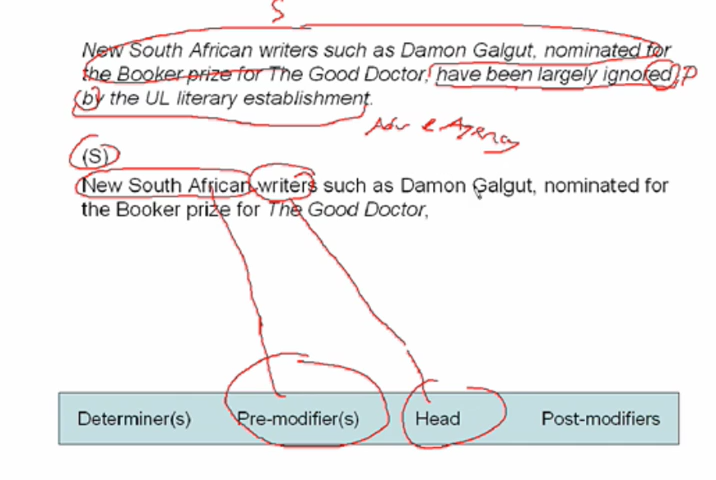 S
New South African writers such as Damon Galgut, nominated for
the Booker prize for The Good Doctor, have been largely ignored, P
by the UL literary establishment.
Adv & Agency
(S)
New South African writers such as Damon Galgut, nominated for
the Booker prize for The Good Doctor,
Determiner(s) Pre-modifier(s) Head Post-modifiers